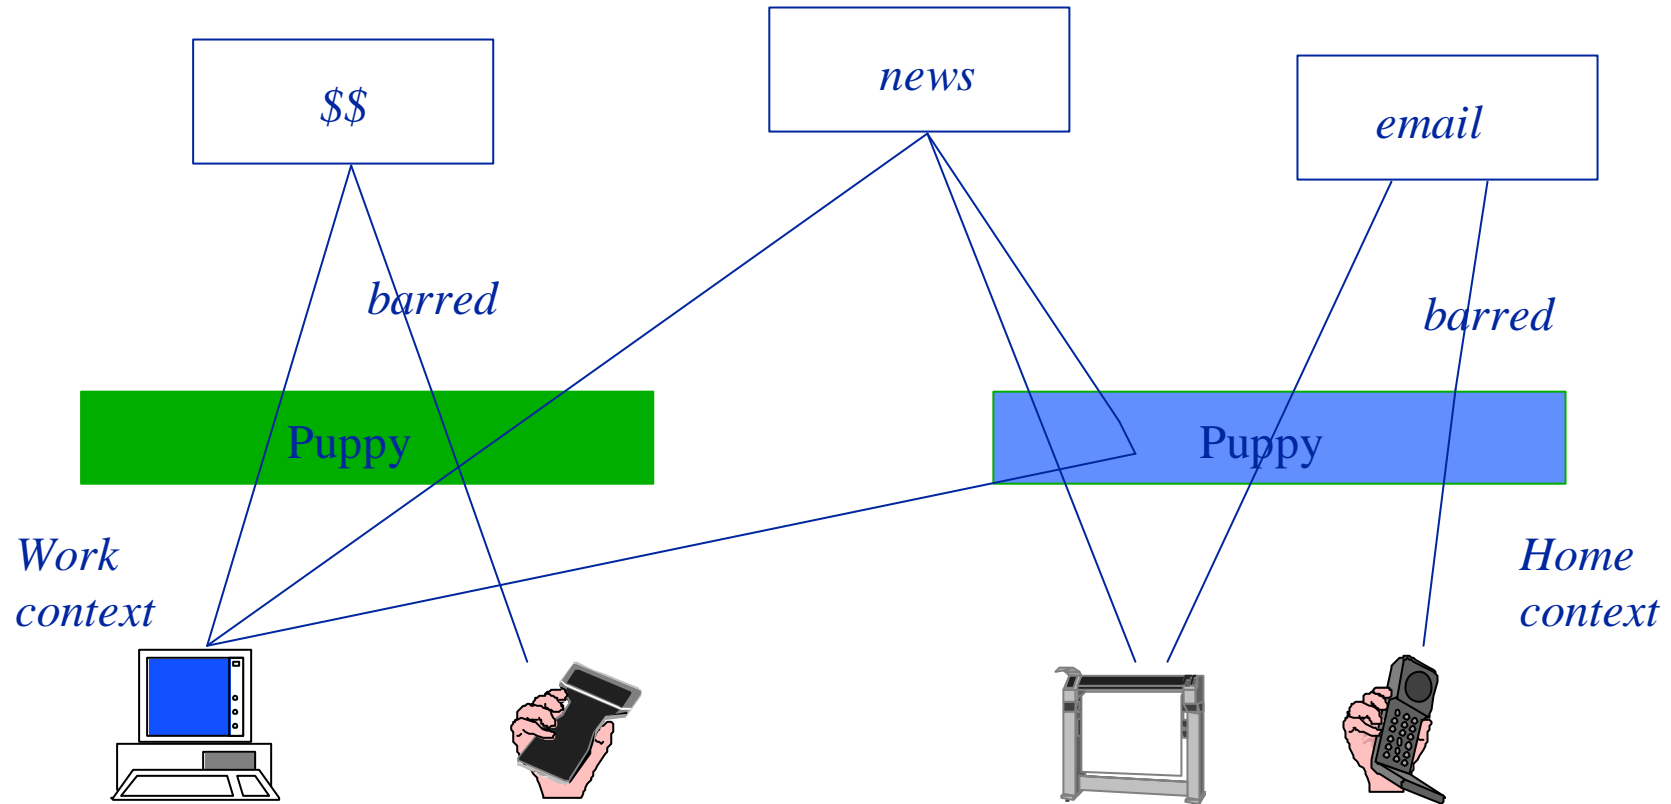 $$
news
email
barred
barred
Puppy
Puppy
Work
context
Home
context